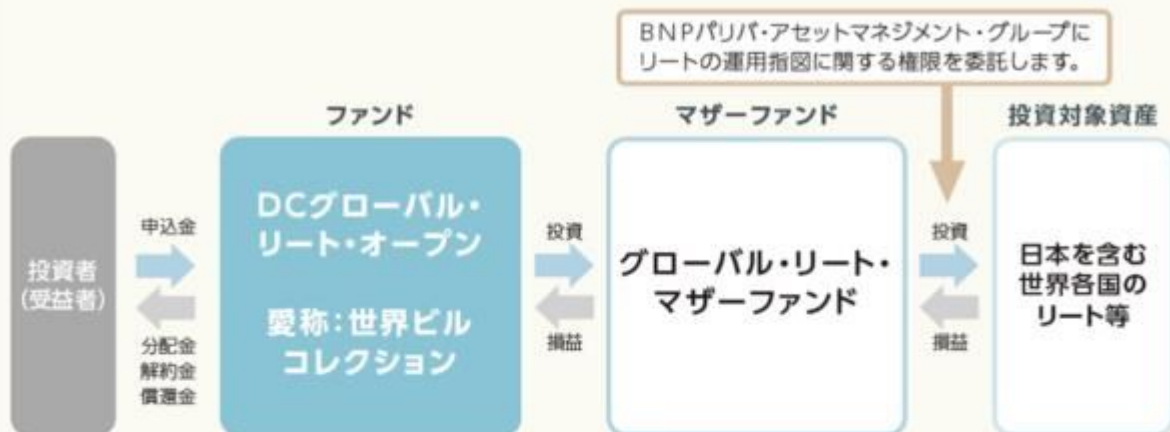 BNPパリバ・アセットマネジメント・グループに
リートの運用指図に関する権限を委託します。
ファンド
マザーファンド
投資対象資産
投資者
(受益者)
申込金
分配金
解約金
償還金
DCグローバル・
リート・オープン
愛称:世界ビル
コレクション
投資
損益
グローバル・リート・
マザーファンド
投資
損益
日本を含む
世界各国の
リート等